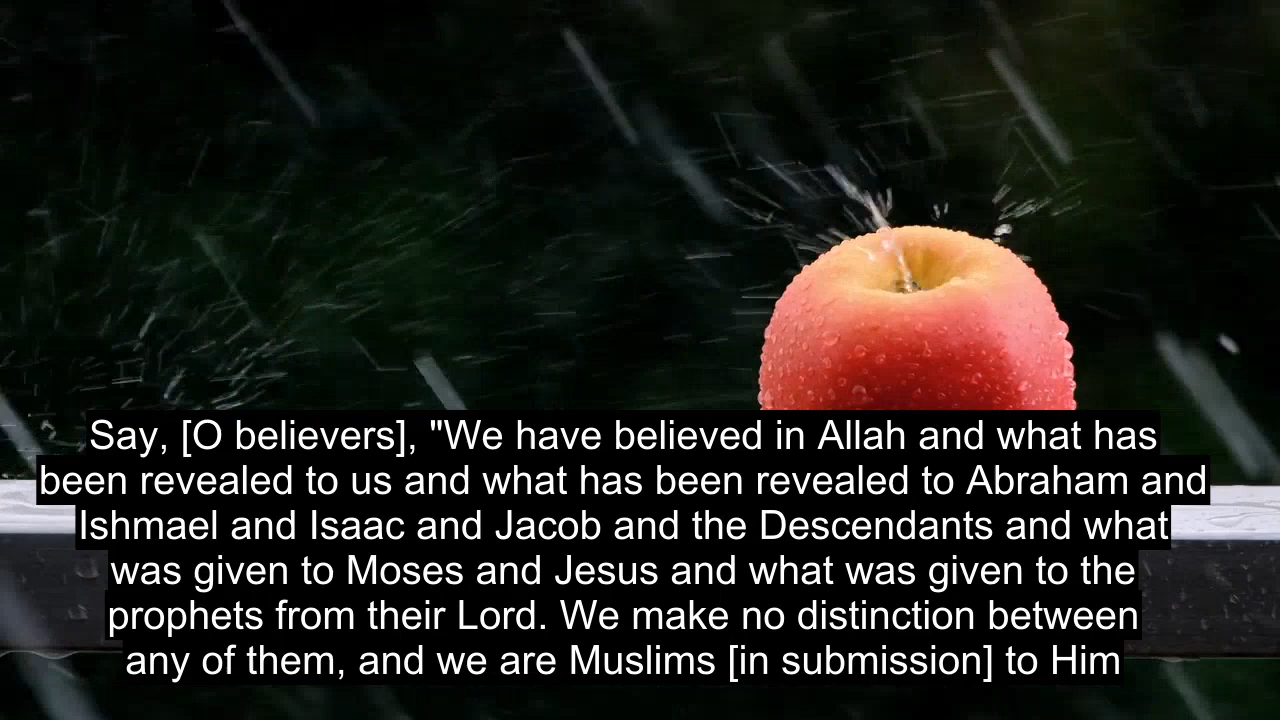 Say, [O believers], "We have believed in Allah and what has
been revealed to us and what has been revealed to Abraham and
Ishmael and Isaac and Jacob and the Descendants and what
was given to Moses and Jesus and what was given to the
prophets from their Lord. We make no distinction between
any of them, and we are Muslims [in submission] to Him